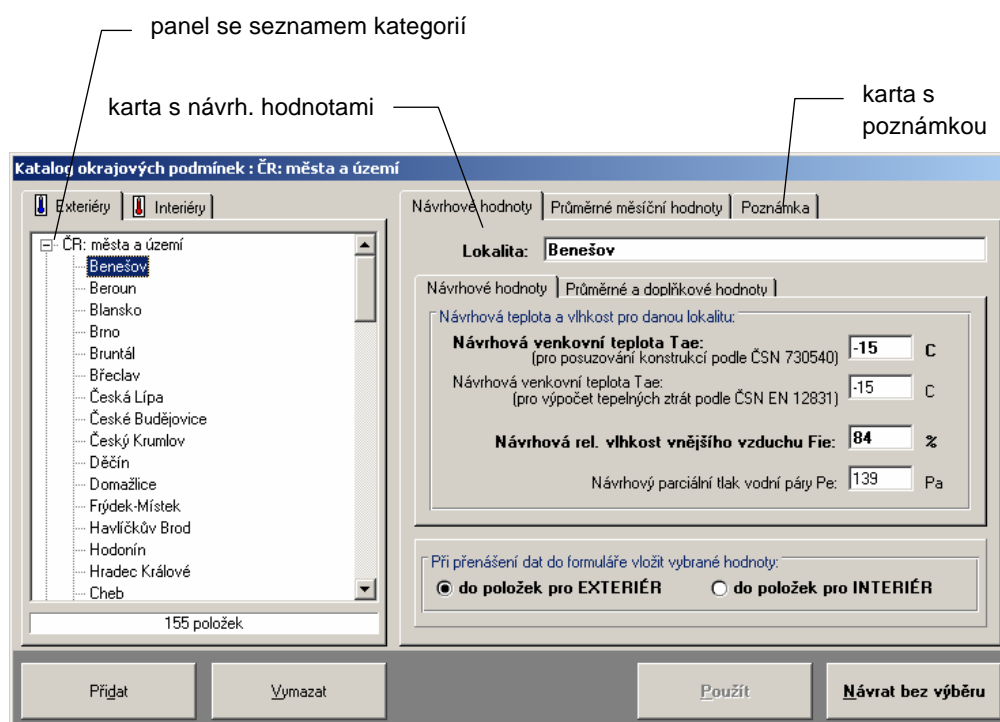 panel se seznamem kategorií
karta s návrh. hodnotami
karta s
poznámkou
Katalog okrajových podmínek : ČR: města a území
Exteriéry
Interiéry
ČR: města a území
Benešov
Beroun
Blansko
Brno
Bruntál
Břeclav
Česká Lípa
České Budějovice
Český Krumlov
Děčín
Domažlice
Frýdek-Místek
Havlíčkův Brod
Hodonín
Hradec Králové
Cheb
155 položek
Návrhové hodnoty
Průměrné měsíční hodnoty
Poznámka
Lokalita: Benešov
Návrhové hodnoty
Průměrné a doplňkové hodnoty
Návrhová teplota a vlhkost pro danou lokalitu:
Návrhová venkovní teplota Tae:
(pro posuzování konstrukcí podle ČSN 730540) -15 C
Návrhová venkovní teplota Tae:
(pro výpočet tepelných ztrát podle ČSN EN 12831) -15 C
Návrhová rel. vlhkost vnějšího vzduchu Fie: 84 %
Návrhový parciální tlak vodní páry Pe: 139 Pa
Při přenášení dat do formuláře vložit vybrané hodnoty:
do položek pro EXTERIÉR
do položek pro INTERIÉR
Přidat
Vymazat
Použít
Návrat bez výběru